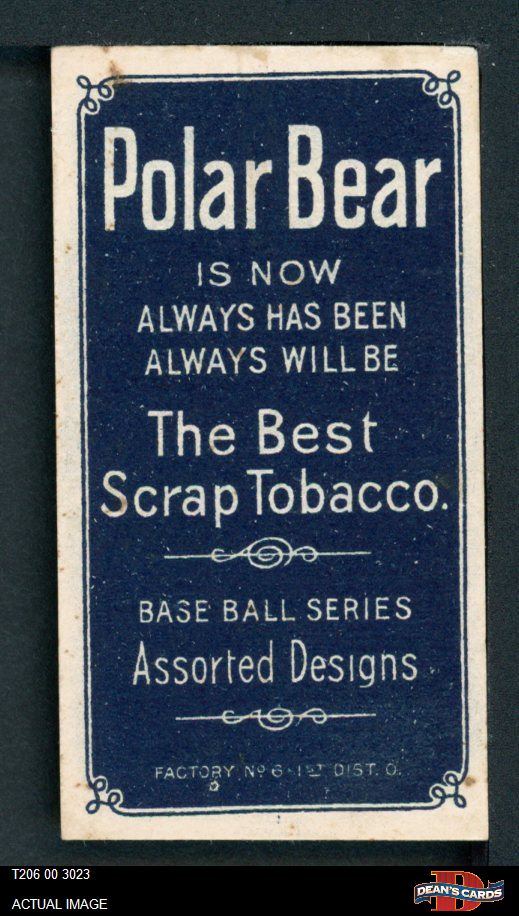 Polar Bear
IS NOW
ALWAYS HAS BEEN
ALWAYS WILL BE
The Best
Scrap Tobacco.
BASE BALL SERIES
Assorted Designs
FACTORY Nº 6-1ST DIST. O.
T206 00 3023
ACTUAL IMAGE
D
DEAN'S CARDS